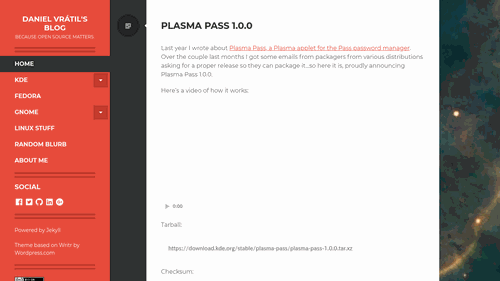 DANIEL VRÁTIL'S
BLOG
BECAUSE OPEN SOURCE MATTERS
HOME
KDE
FEDORA
GNOME
LINUX STUFF
RANDOM BLURB
ABOUT ME
SOCIAL
Powered by Jekyll
Theme based on Writr by
Wordpress.com
PLASMA PASS 1.0.0
Last year I wrote about Plasma Pass, a Plasma applet for the Pass password manager.
Over the couple last months I got some emails from packagers from various distributions
asking for a proper release so they can package it...so here it is, proudly announcing
Plasma Pass 1.0.0.
Here's a video of how it works:
0:00
Tarball:
https://download.kde.org/stable/plasma-pass/plasma-pass-1.0.0.tar.xz
Checksum: